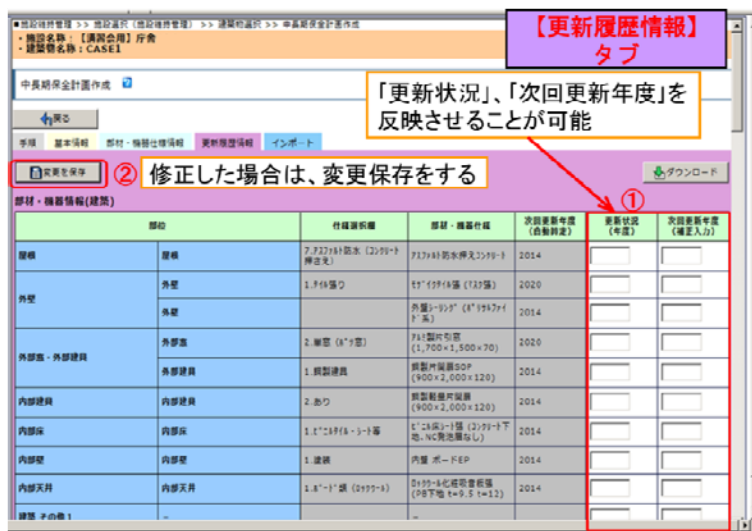 ■施設維持管理 >> 施設選択（施設維持管理） >> 建築物選択 >> 中長期保全計画作成
・施設名称：【演習会用】庁舎
・建築物名称：CASE1
【更新履歴情報】
タブ
中長期保全計画作成
「更新状況」、「次回更新年度」を
反映させることが可能
戻る
手順 基本情報 部材・機器仕様情報 更新履歴情報 インポート
変更を保存 ② 修正した場合は、変更保存をする ダウンロード
部材・機器情報(建築) ①
部位 仕様選択欄 部材・機器仕様 次回更新年度 更新状況 次回更新年度
（自動算定） （年度） （補正入力）
屋根 屋根 7.ｱｽﾌｧﾙﾄ防水（ｺﾝｸﾘｰﾄ ｱｽﾌｧﾙﾄ防水押えｺﾝｸﾘｰﾄ 2014
押さえ）
外壁 外壁 1.ﾀｲﾙ張り ﾓｻﾞｲｸﾀｲﾙ張（ﾏｽｸ張） 2020
外壁 外壁ｼｰﾘﾝｸﾞ（ﾎﾟﾘｻﾙﾌｧｲ 2014
ﾄﾞ系）
外部窓・外部建具 外部窓 2.単窓（ﾊﾟﾂ窓） ｱﾙﾐ製片引窓 2020
(1,700×1,500×70)
外部建具 1.鋼製建具 鋼製片開扉SOP 2014
(900×2,000×120)
内部建具 内部建具 2.あり 鋼製軽量片開扉 2014
(900×2,000×120)
内部床 内部床 1.ﾋﾞﾆﾙﾀｲﾙ・ｼｰﾄ等 ﾋﾞﾆﾙ床ｼｰﾄ張（ｺﾝｸﾘｰﾄ下 2014
地、NC発泡層なし）
内部壁 内部壁 1.塗装 内壁 ボードEP 2014
内部天井 内部天井 1.ﾎﾞｰﾄﾞ類（ﾛｯｸｳｰﾙ） ﾛｯｸｳｰﾙ化粧吸音板張 2014
(PB下地 t=9.5 t=12)
建築 その他1 - -